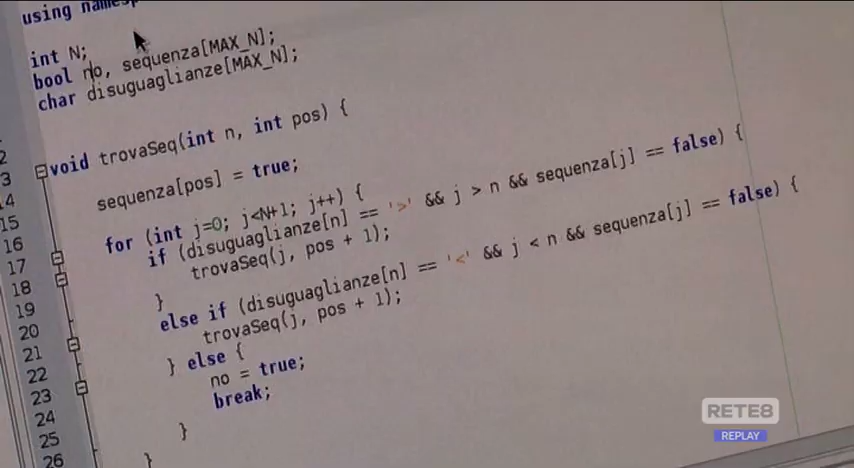 using namesp
int N;
bool no, sequenza[MAX_N];
char disuguaglianze[MAX_N];
void trovaSeq(int n, int pos) {
sequenza[pos] = true;
for (int j=0; j<N+1; j++) {
if (disuguaglianze[n] == '>' && j > n && sequenza[j] == false) {
trovaSeq(j, pos + 1);
}
else if (disuguaglianze[n] == '<' && j < n && sequenza[j] == false) {
trovaSeq(j, pos + 1);
} else {
no = true;
break;
}
}
2
3
14
15
16
17
18
19
20
21
22
23
24
25
26
RETE8
REPLAY